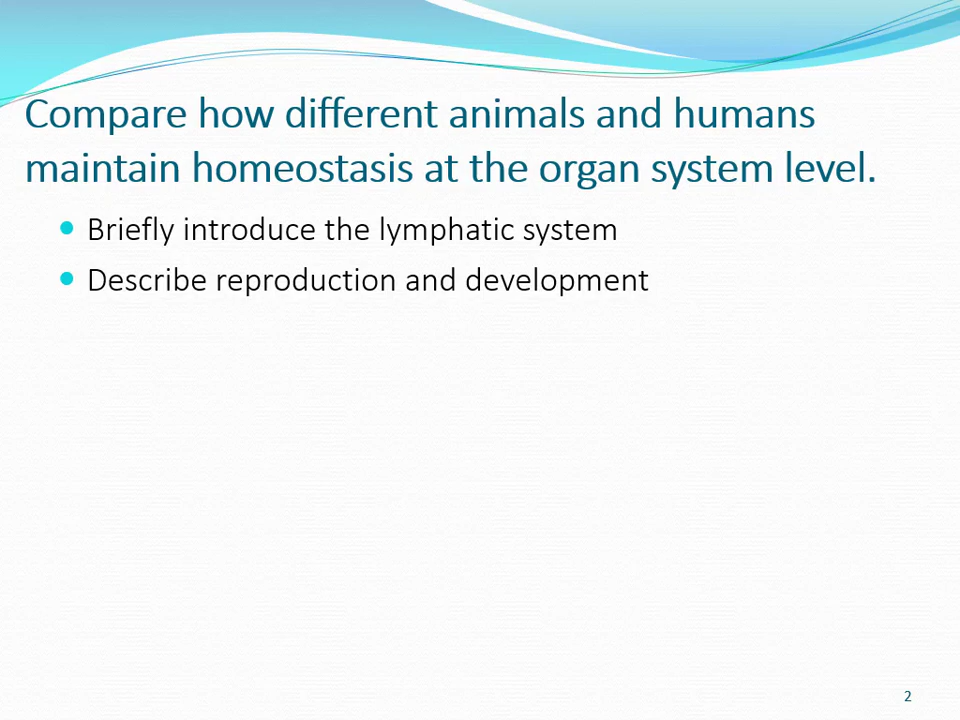 Compare how different animals and humans
maintain homeostasis at the organ system level.
Briefly introduce the lymphatic system
Describe reproduction and development
2